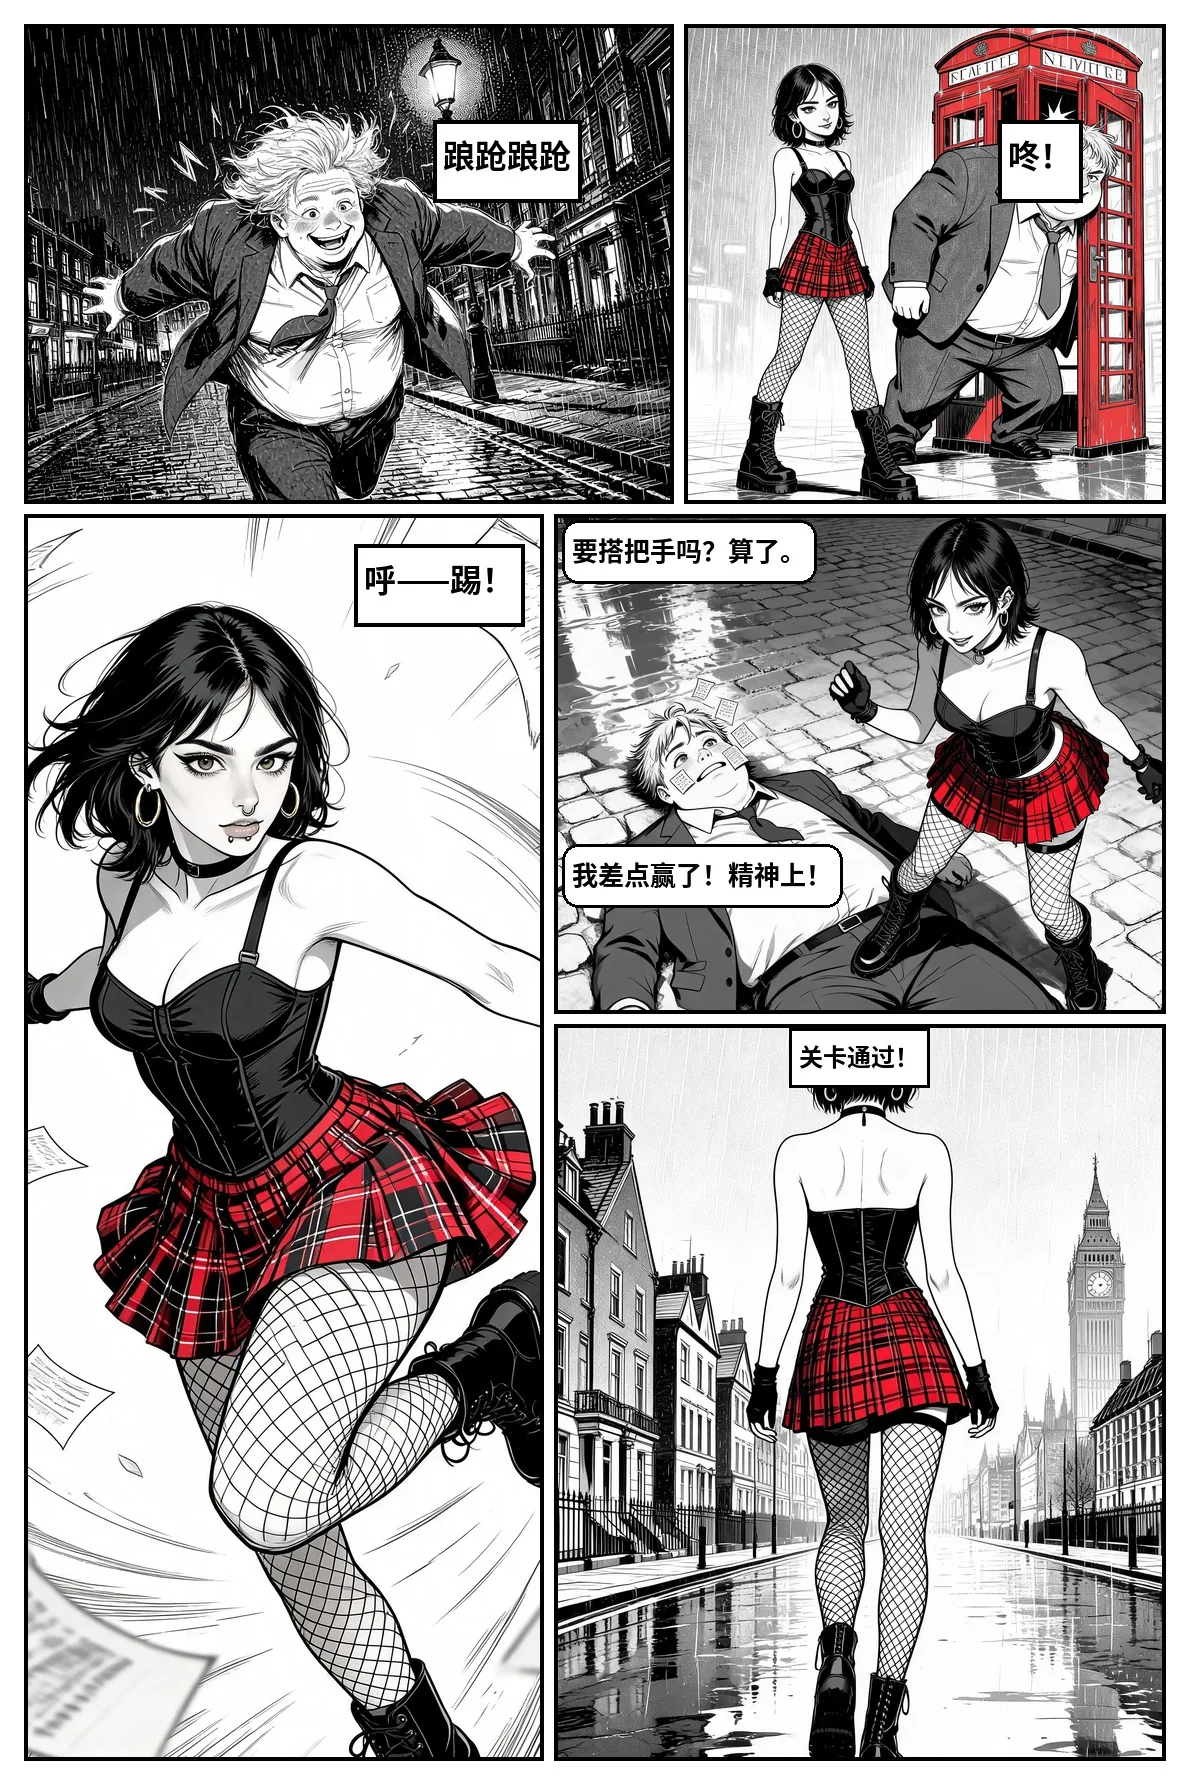 踉跄踉跄
咚！
呼——踢！
要搭把手吗？算了。
我差点赢了！精神上！
关卡通过！